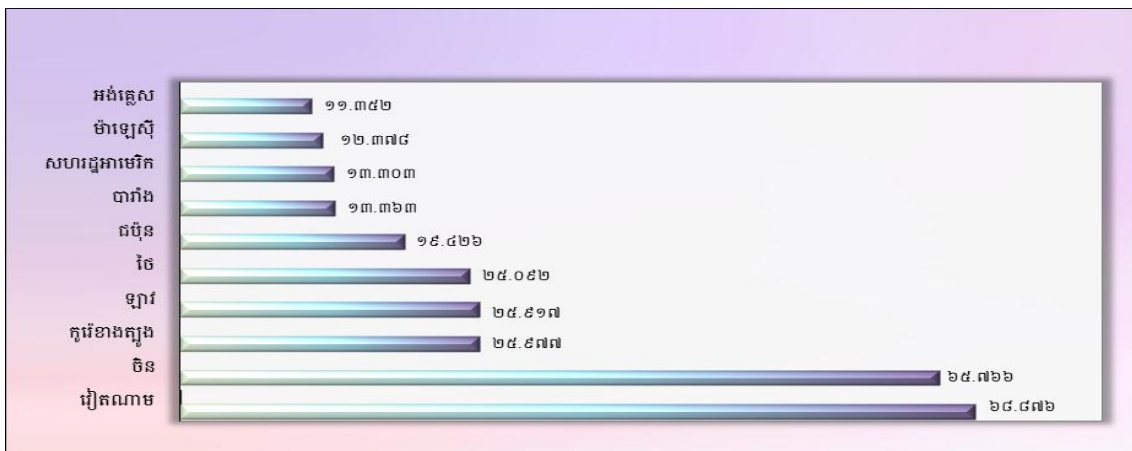 អង់គ្លេស ១១.៣៥២
ម៉ាឡេស៊ី ១២.៣៧៨
សហរដ្ឋអាមេរិក ១៣.៣០៣
បារាំង ១៣.៣៦៣
ជប៉ុន ១៩.៤២៦
ថៃ ២៥.០៩២
ឡាវ ២៥.៩១៧
កូរ៉េខាងត្បូង ២៥.៩៧៧
ចិន ៦៥.៧៦៦
វៀតណាម ៦៨.៨៧៦